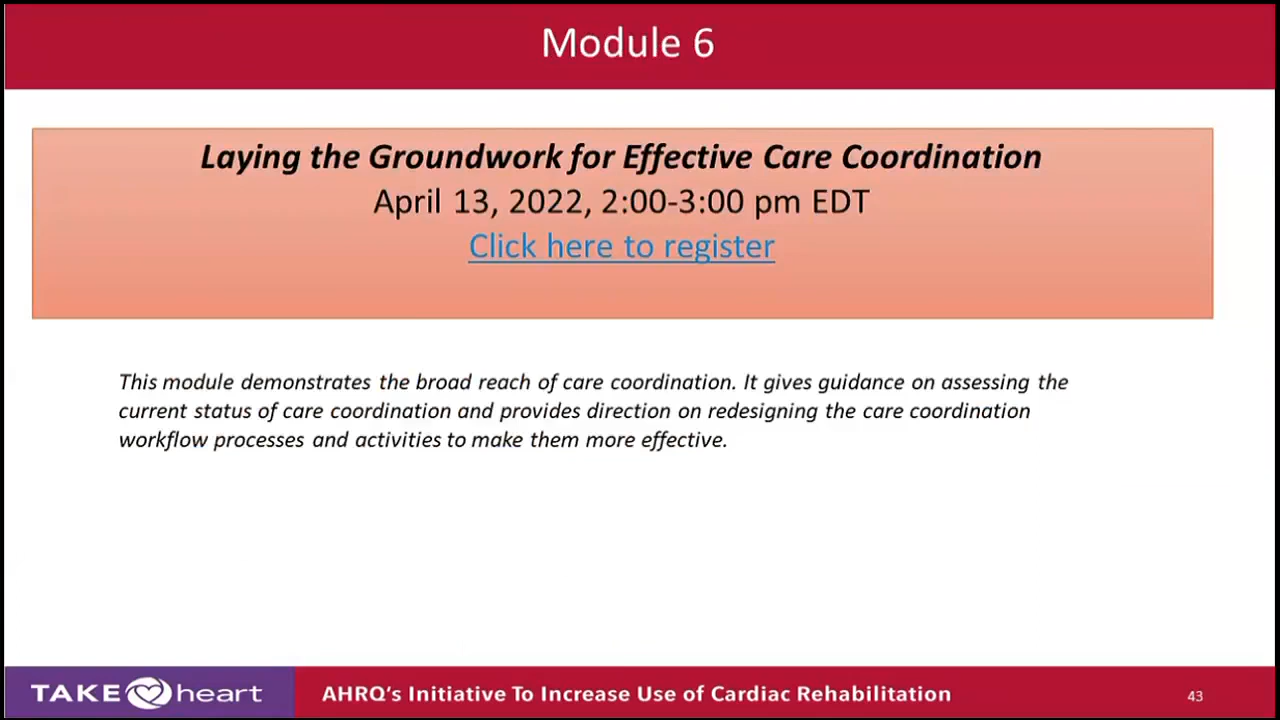 Module 6
Laying the Groundwork for Effective Care Coordination
April 13, 2022, 2:00-3:00 pm EDT
Click here to register
This module demonstrates the broad reach of care coordination. It gives guidance on assessing the
current status of care coordination and provides direction on redesigning the care coordination
workflow processes and activities to make them more effective.
TAKE heart
AHRQ's Initiative To Increase Use of Cardiac Rehabilitation
43